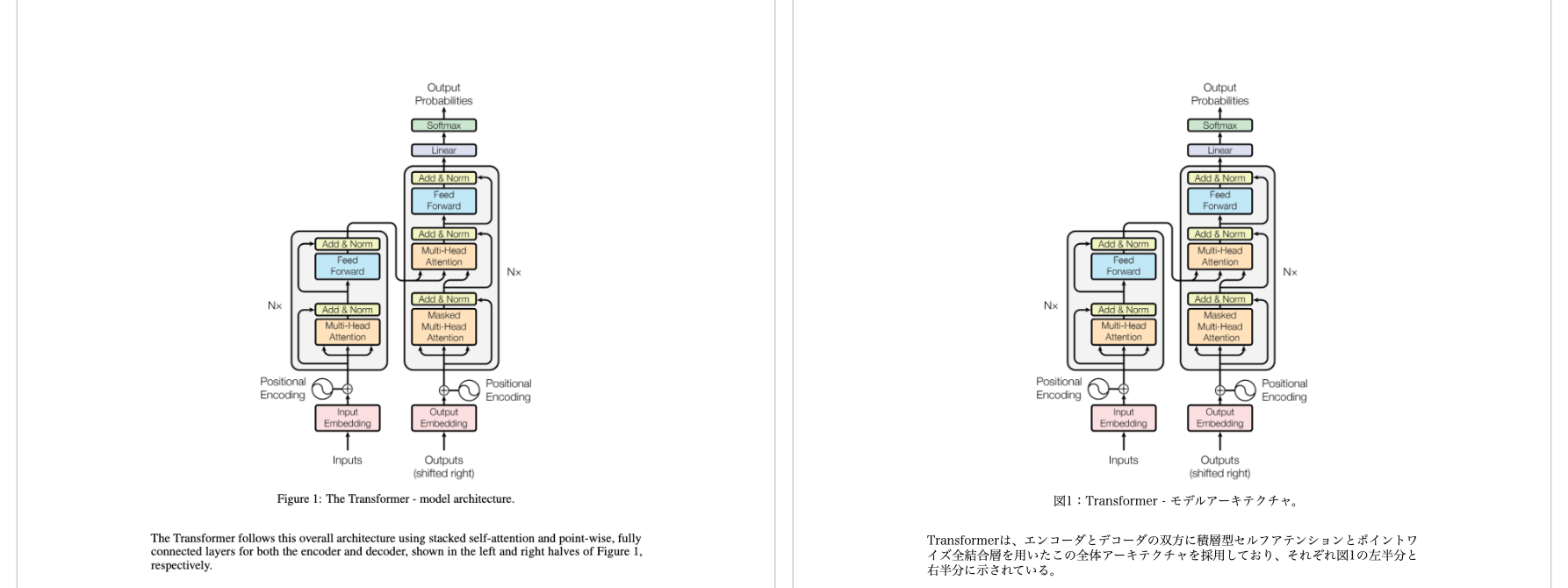 Output
Probabilities
Softmax
Linear
Add & Norm
Feed
Forward
Add & Norm
Multi-Head
Attention
Add & Norm
Masked
Multi-Head
Attention
Nx
Add & Norm
Feed
Forward
Add & Norm
Multi-Head
Attention
Nx
Positional
Encoding
Positional
Encoding
Input
Embedding
Output
Embedding
Inputs
Outputs
(shifted right)
Figure 1: The Transformer - model architecture.
The Transformer follows this overall architecture using stacked self-attention and point-wise, fully
connected layers for both the encoder and decoder, shown in the left and right halves of Figure 1,
respectively.
Output
Probabilities
Softmax
Linear
Add & Norm
Feed
Forward
Add & Norm
Multi-Head
Attention
Add & Norm
Masked
Multi-Head
Attention
Nx
Add & Norm
Feed
Forward
Add & Norm
Multi-Head
Attention
Nx
Positional
Encoding
Positional
Encoding
Input
Embedding
Output
Embedding
Inputs
Outputs
(shifted right)
図1：Transformer - モデルアーキテクチャ。
Transformerは、エンコーダとデコーダの双方に積層型セルフアテンションとポイントワ
イズ全結合層を用いたこの全体アーキテクチャを採用しており、それぞれ図1の左半分と
右半分に示されている。